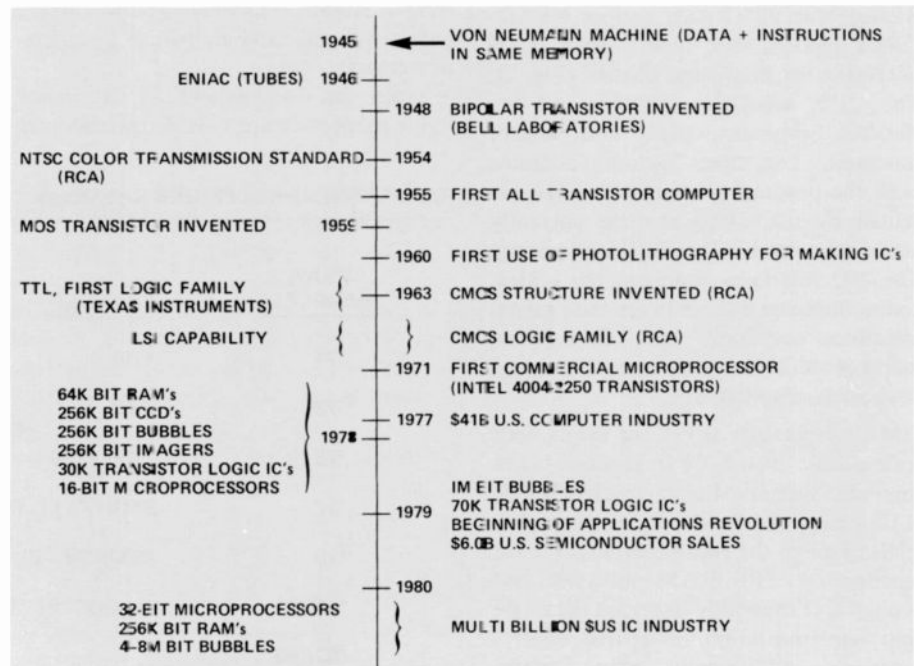 1945
VON NEUMANN MACHINE (DATA + INSTRUCTIONS
IN SAME MEMORY)
ENIAC (TUBES) 1946
1948 BIPOLAR TRANSISTOR INVENTED
(BELL LABORATORIES)
NTSC COLOR TRANSMISSION STANDARD
(RCA)
1954
1955 FIRST ALL TRANSISTOR COMPUTER
MOS TRANSISTOR INVENTED 1959
1960 FIRST USE OF PHOTOLITHOGRAPHY FOR MAKING IC's
TTL, FIRST LOGIC FAMILY
(TEXAS INSTRUMENTS)
1963 CMOS STRUCTURE INVENTED (RCA)
LSI CAPABILITY
CMOS LOGIC FAMILY (RCA)
1971 FIRST COMMERCIAL MICROPROCESSOR
(INTEL 4004-2250 TRANSISTORS)
1977 $41B U.S. COMPUTER INDUSTRY
64K BIT RAM's
256K BIT CCD's
256K BIT BUBBLES
256K BIT IMAGERS
30K TRANSISTOR LOGIC IC's
16-BIT MICROPROCESSORS
1978
1979
IM BIT BUBBLES
70K TRANSISTOR LOGIC IC's
BEGINNING OF APPLICATIONS REVOLUTION
$6.0B U.S. SEMICONDUCTOR SALES
1980
32-BIT MICROPROCESSORS
256K BIT RAM's
4-8M BIT BUBBLES
MULTI BILLION $US IC INDUSTRY